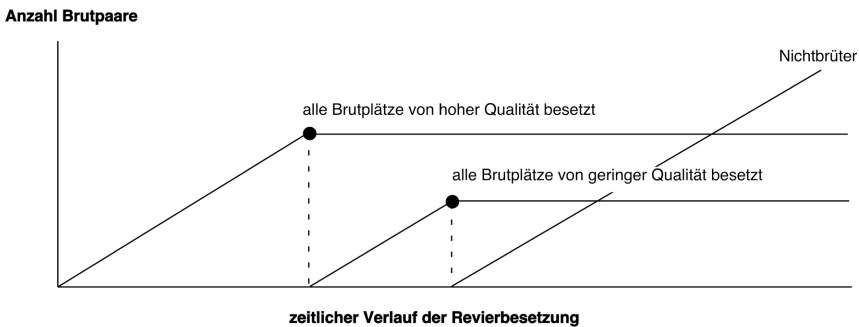 Anzahl Brutpaare
Nichtbrüter
alle Brutplätze von hoher Qualität besetzt
alle Brutplätze von geringer Qualität besetzt
zeitlicher Verlauf der Revierbesetzung